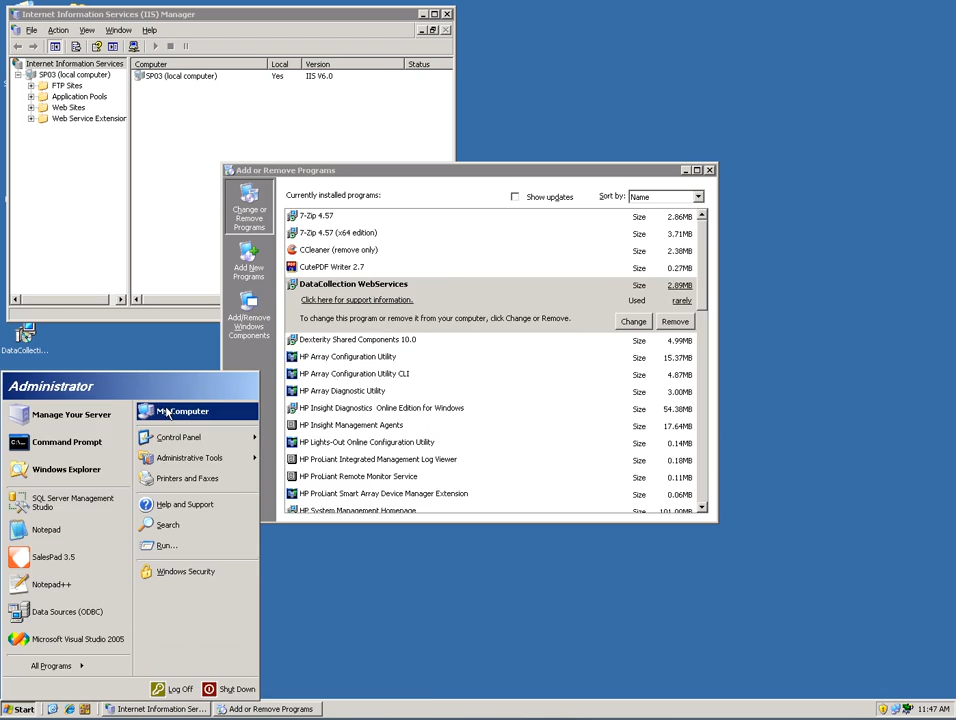 Internet Information Services (IIS) Manager
File Action View Window Help
Internet Information Services
SP03 (local computer)
FTP Sites
Application Pools
Web Sites
Web Service Extension
Computer Local Version Status
SP03 (local computer) Yes IIS V6.0
Add or Remove Programs
Change or
Remove
Programs
Add New
Programs
Add/Remove
Windows
Components
Currently installed programs: Show updates Sort by: Name
7-Zip 4.57 Size 2.86MB
7-Zip 4.57 (x64 edition) Size 3.71MB
CCleaner (remove only) Size 2.38MB
CutePDF Writer 2.7 Size 0.27MB
DataCollection WebServices Size 2.89MB
Click here for support information. Used rarely
To change this program or remove it from your computer, click Change or Remove. Change Remove
Dexterity Shared Components 10.0 Size 4.99MB
HP Array Configuration Utility Size 15.37MB
HP Array Configuration Utility CLI Size 4.87MB
HP Array Diagnostic Utility Size 3.00MB
HP Insight Diagnostics Online Edition for Windows Size 54.38MB
HP Insight Management Agents Size 17.64MB
HP Lights-Out Online Configuration Utility Size 0.14MB
HP ProLiant Integrated Management Log Viewer Size 0.18MB
HP ProLiant Remote Monitor Service Size 0.11MB
HP ProLiant Smart Array Device Manager Extension Size 0.06MB
HP System Management Homepage Size 101.00MB
DataCollecti...
Administrator
Manage Your Server
Command Prompt
Windows Explorer
SQL Server Management
Studio
Notepad
SalesPad 3.5
Notepad++
Data Sources (ODBC)
Microsoft Visual Studio 2005
All Programs
My Computer
Control Panel
Administrative Tools
Printers and Faxes
Help and Support
Search
Run...
Windows Security
Log Off Shut Down
Start Internet Information Ser... Add or Remove Programs 11:47 AM